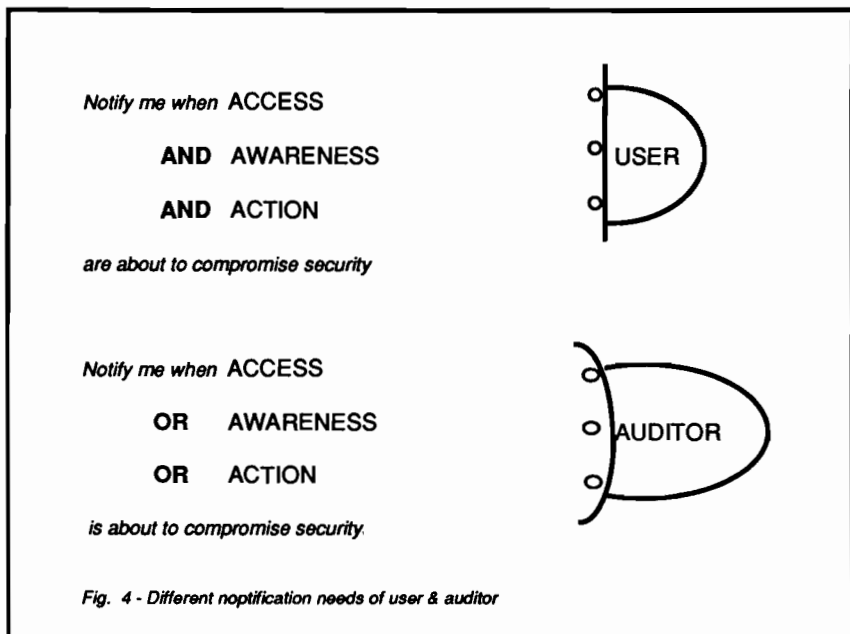 Notify me when ACCESS
AND AWARENESS
AND ACTION
are about to compromise security
USER
Notify me when ACCESS
OR AWARENESS
OR ACTION
is about to compromise security.
AUDITOR
Fig. 4 - Different noptification needs of user & auditor